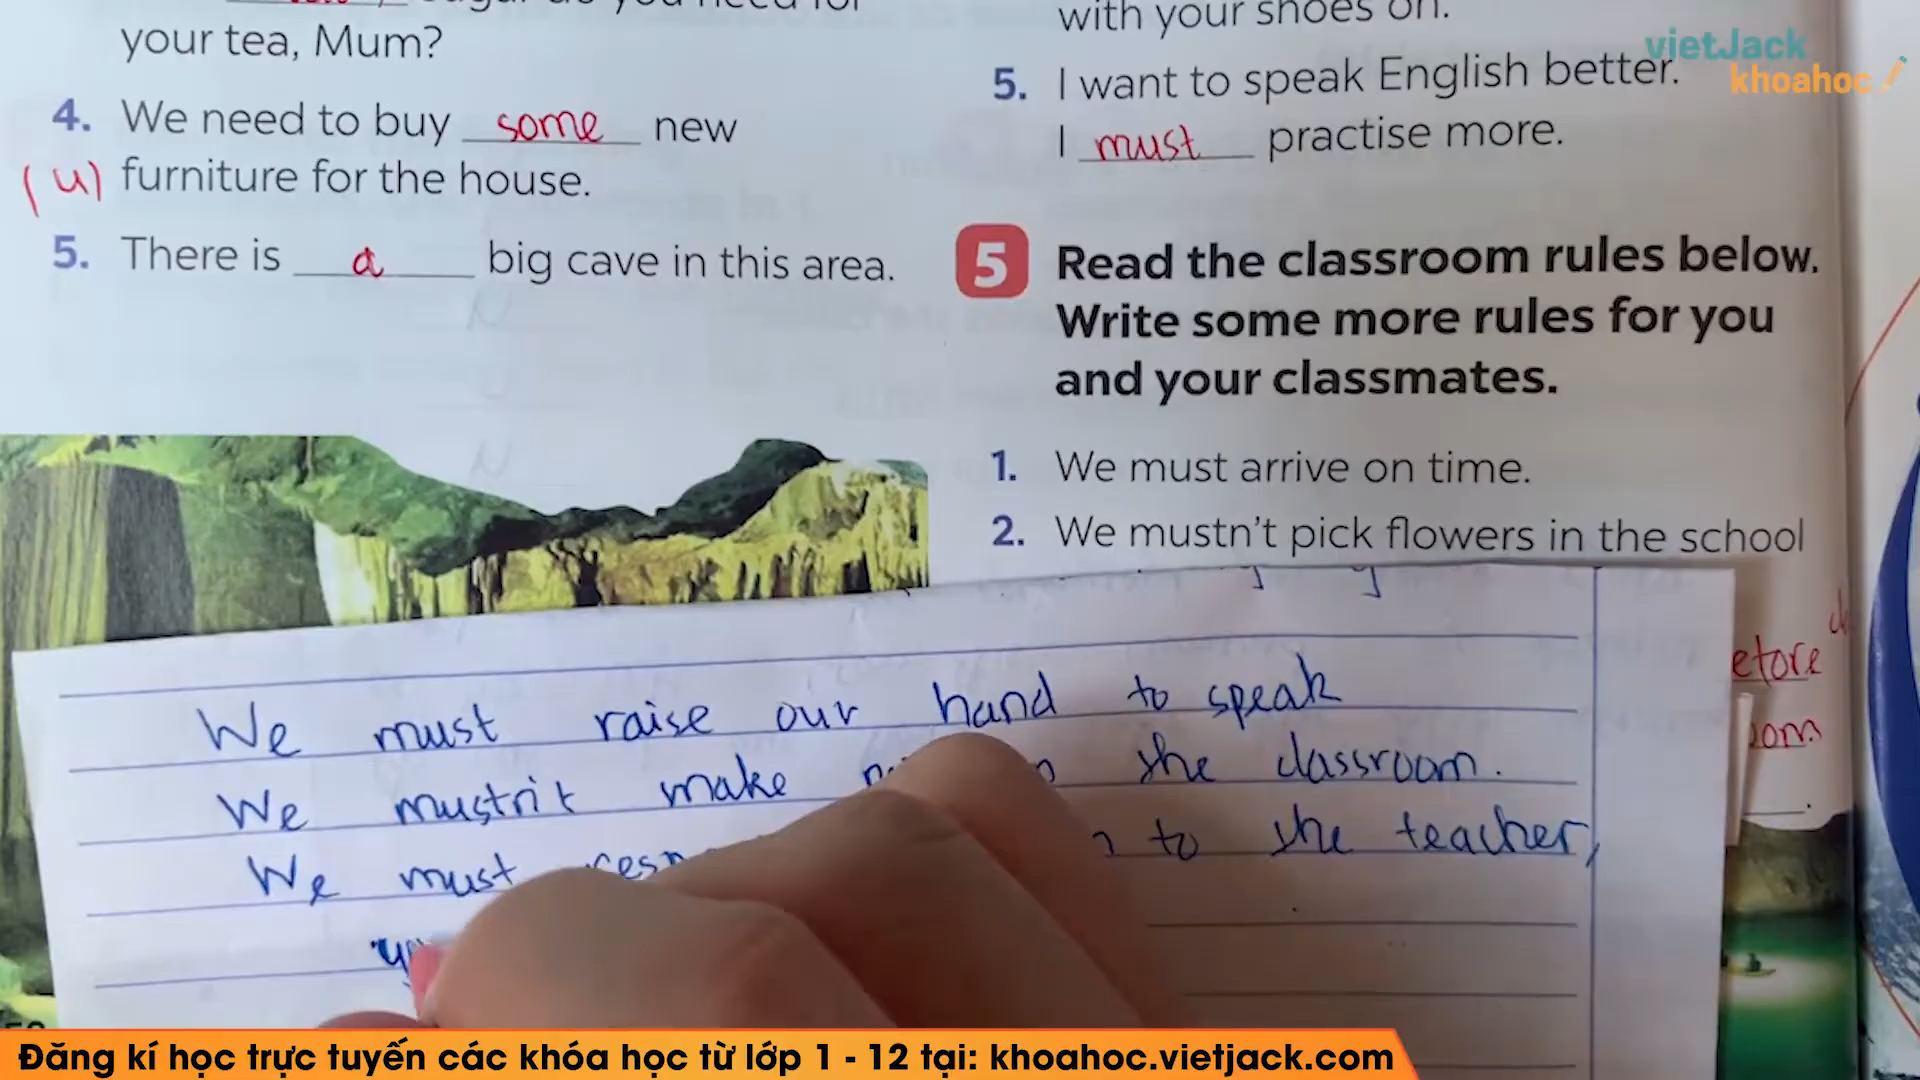 your tea, Mum?
4. We need to buy some new
(u) furniture for the house.
5. There is a big cave in this area.
with your shoes on.
5. I want to speak English better.
I must practise more.
5 Read the classroom rules below.
Write some more rules for you
and your classmates.
1. We must arrive on time.
2. We mustn't pick flowers in the school
We must raise our hand to speak
We mustn't make the classroom.
We must to the teacher,
vietJack
khoahoc
Đăng kí học trực tuyến các khóa học từ lớp 1 - 12 tại: khoahoc.vietjack.com